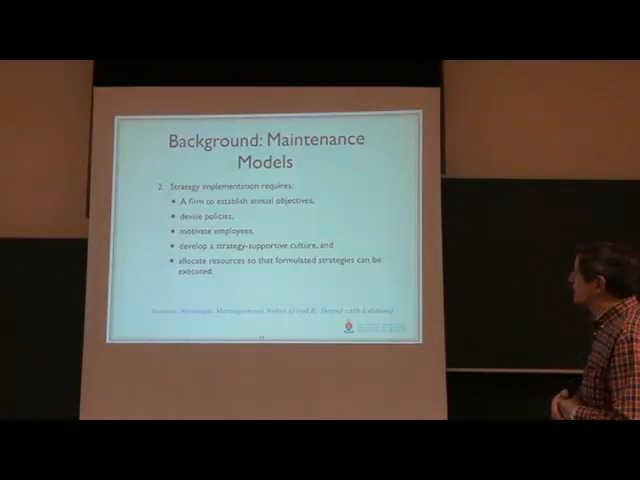 Background: Maintenance
Models
2 Strategy implementation requires:
• A firm to establish annual objectives,
• devise policies,
• motivate employees,
• develop a strategy-supportive culture, and
• allocate resources so that formulated strategies can be
executed.
Source: Strategic Management Notes (Fred R. David 12th Edition)